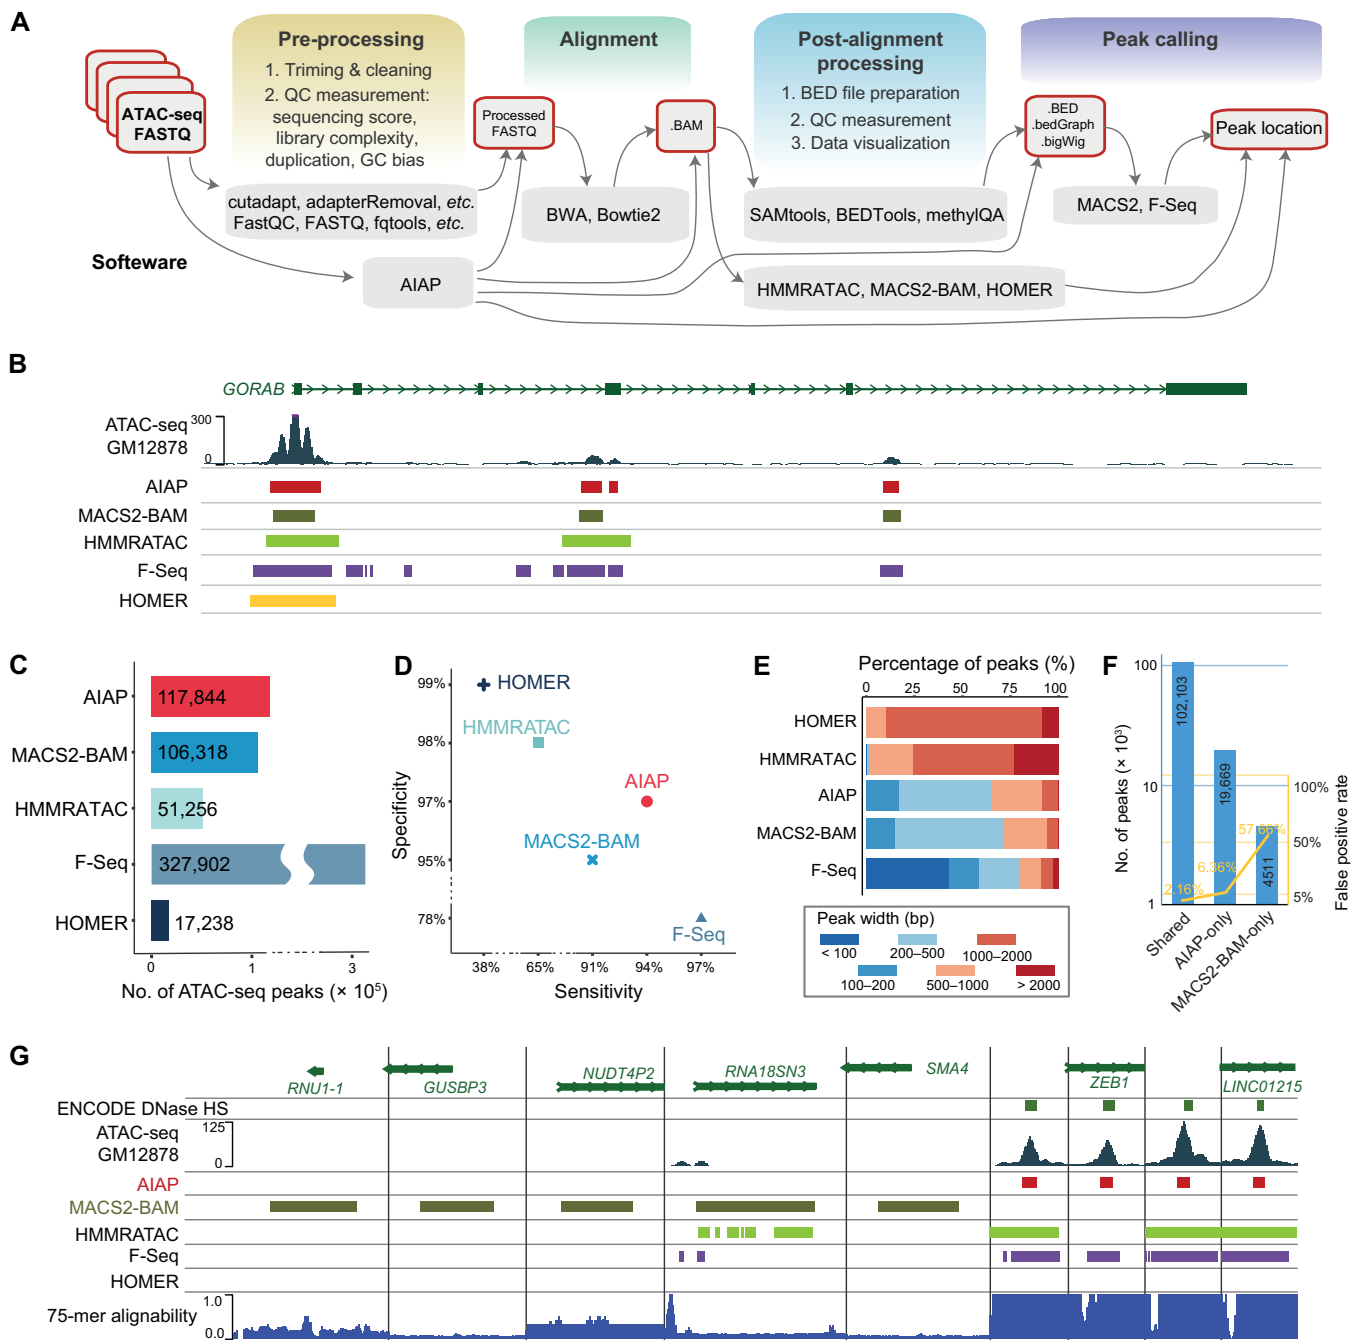 A
Pre-processing
1. Triming & cleaning
2. QC measurement:
sequencing score,
library complexity,
duplication, GC bias
Alignment
Post-alignment
processing
1. BED file preparation
2. QC measurement
3. Data visualization
Peak calling
ATAC-seq
FASTQ
Processed
FASTQ
.BAM
.BED
.bedGraph
.bigWig
Peak location
cutadapt, adapterRemoval, etc.
FastQC, FASTQ, fqtools, etc.
BWA, Bowtie2
SAMtools, BEDTools, methylQA
MACS2, F-Seq
Softeware
AIAP
HMMRATAC, MACS2-BAM, HOMER
B
GORAB
ATAC-seq
GM12878
300
0
AIAP
MACS2-BAM
HMMRATAC
F-Seq
HOMER
C
AIAP
117,844
MACS2-BAM
106,318
HMMRATAC
51,256
F-Seq
327,902
HOMER
17,238
0
1
3
No. of ATAC-seq peaks (× 10⁵)
D
Specificity
99%
98%
97%
95%
78%
HOMER
HMMRATAC
AIAP
MACS2-BAM
F-Seq
38%
65%
91%
94%
97%
Sensitivity
E
Percentage of peaks (%)
0
25
50
75
100
HOMER
HMMRATAC
AIAP
MACS2-BAM
F-Seq
Peak width (bp)
< 100
200–500
1000–2000
100–200
500–1000
> 2000
F
No. of peaks (× 10³)
100
10
1
102,103
19,669
4511
2.16%
6.36%
57.66%
100%
50%
5%
False positive rate
Shared
AIAP-only
MACS2-BAM-only
G
RNU1-1
GUSBP3
NUDT4P2
RNA18SN3
SMA4
ZEB1
LINC01215
ENCODE DNase HS
ATAC-seq
GM12878
125
0
AIAP
MACS2-BAM
HMMRATAC
F-Seq
HOMER
75-mer alignability
1.0
0.0